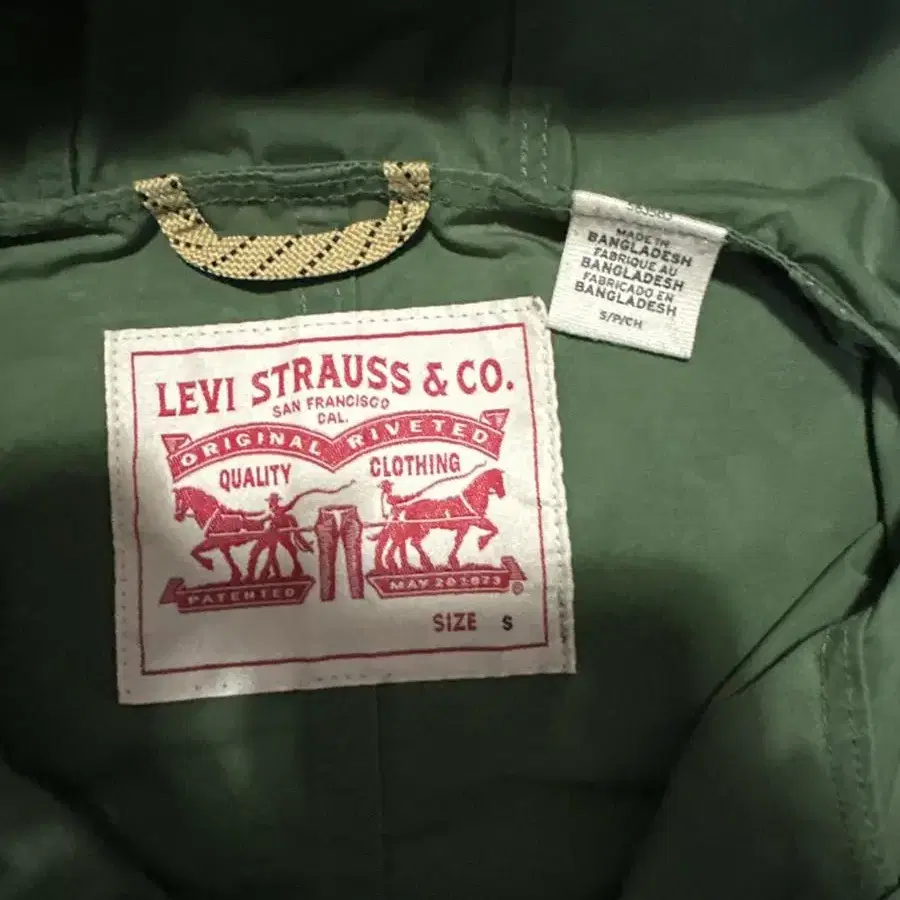 LEVI STRAUSS & CO.
SAN FRANCISCO
CAL.
ORIGINAL RIVETED
QUALITY CLOTHING
PATENTED MAY 20 1873
®
SIZE S
MADE IN
BANGLADESH
FABRIQUE AU
BANGLADESH
FABRICADO EN
BANGLADESH
S/P/CH